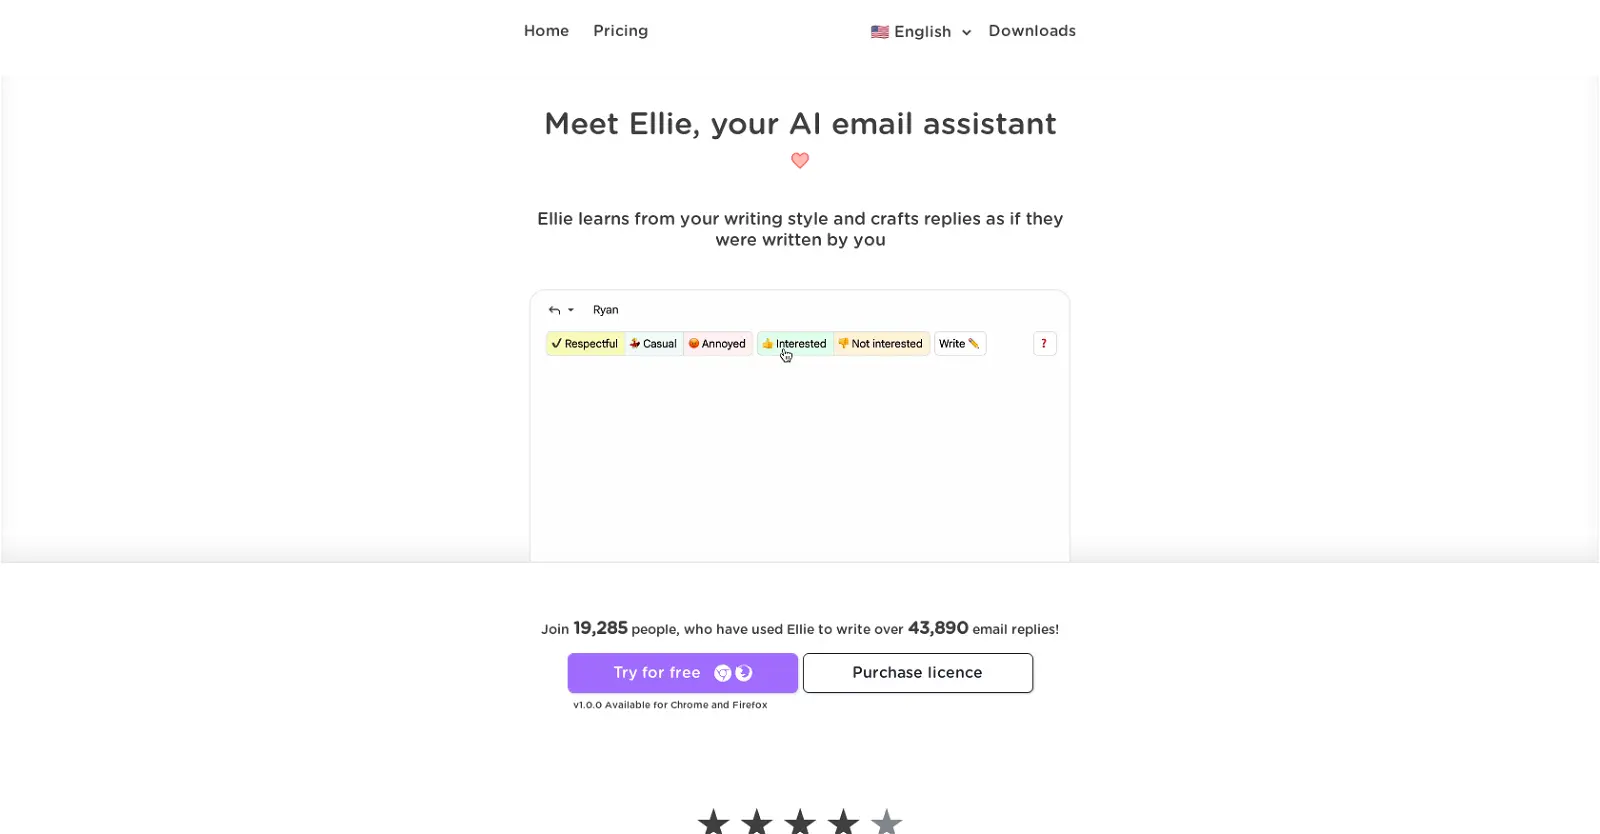 Home Pricing 🇺🇸 English Downloads
Meet Ellie, your AI email assistant
Ellie learns from your writing style and crafts replies as if they
were written by you
Ryan
✓ Respectful 💃 Casual 😡 Annoyed 👍 Interested 👎 Not interested Write ✏️ ?
Join 19,285 people, who have used Ellie to write over 43,890 email replies!
Try for free Purchase licence
v1.0.0 Available for Chrome and Firefox